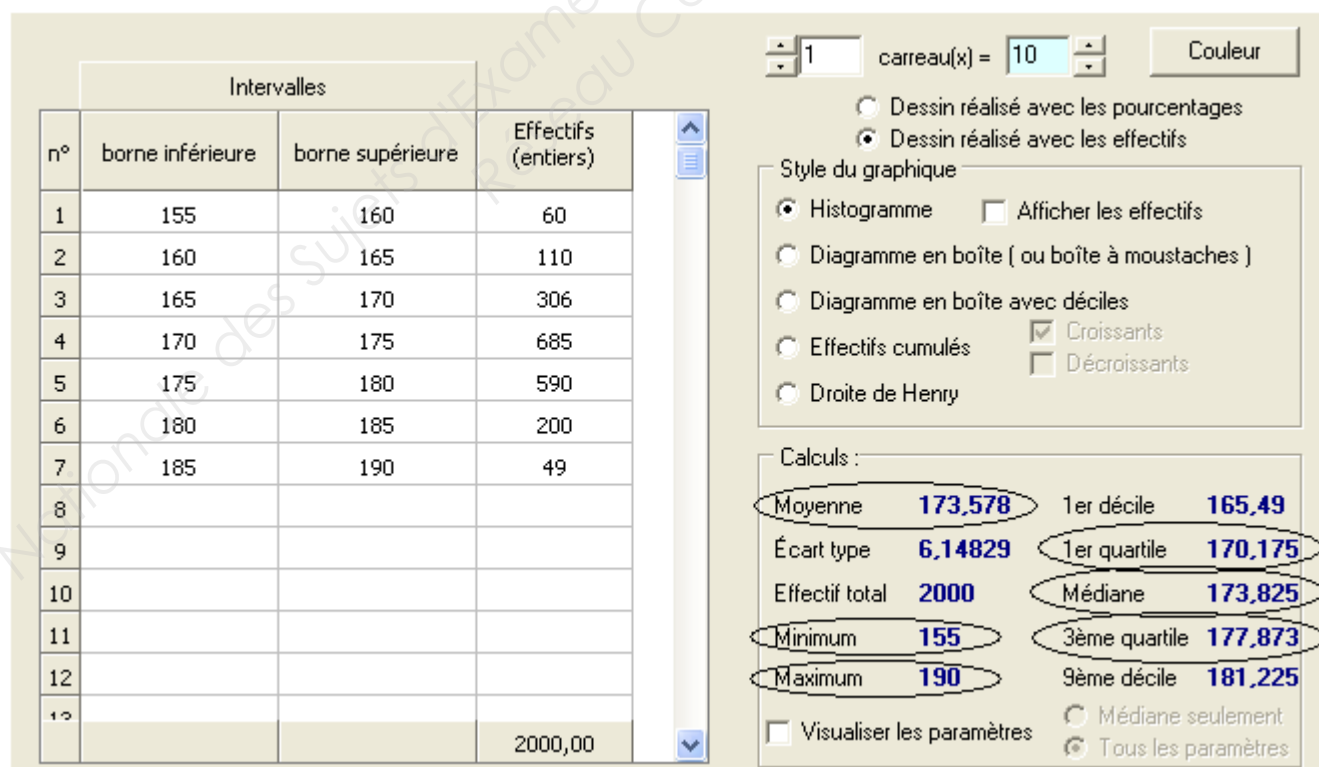 Nationale des Sujets d'Exame
Réseau C
1 carreau(x) = 10 Couleur
Dessin réalisé avec les pourcentages
Dessin réalisé avec les effectifs
Intervalles
n° borne inférieure borne supérieure Effectifs (entiers)
1 155 160 60
2 160 165 110
3 165 170 306
4 170 175 685
5 175 180 590
6 180 185 200
7 185 190 49
8
9
10
11
12
13
2000,00
Style du graphique
Histogramme Afficher les effectifs
Diagramme en boîte ( ou boîte à moustaches )
Diagramme en boîte avec déciles
Effectifs cumulés Croissants
Décroissants
Droite de Henry
Calculs :
Moyenne 173,578 1er décile 165,49
Écart type 6,14829 1er quartile 170,175
Effectif total 2000 Médiane 173,825
Minimum 155 3ème quartile 177,873
Maximum 190 9ème décile 181,225
Visualiser les paramètres Médiane seulement
Tous les paramètres